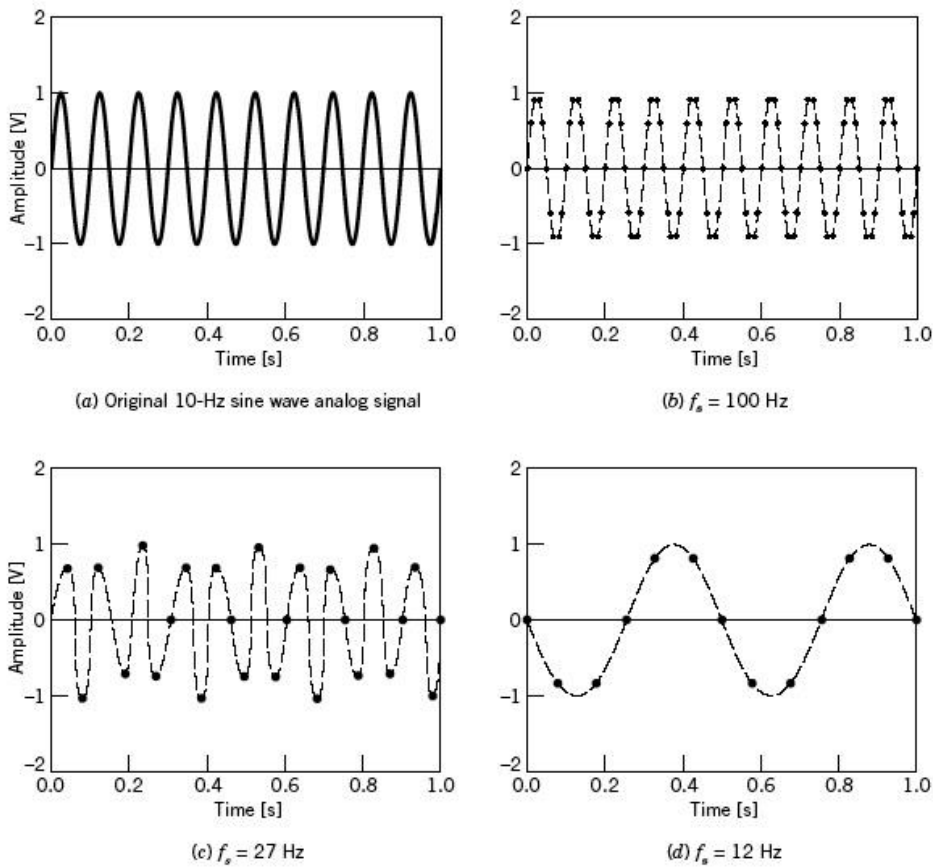 2
2
1
1
Amplitude [V]
0
0
−1
−1
−2
−2
0.0 0.2 0.4 0.6 0.8 1.0
0.0 0.2 0.4 0.6 0.8 1.0
Time [s]
Time [s]
(a) Original 10-Hz sine wave analog signal
(b) fs = 100 Hz
2
2
1
1
Amplitude [V]
0
0
−1
−1
−2
−2
0.0 0.2 0.4 0.6 0.8 1.0
0.0 0.2 0.4 0.6 0.8 1.0
Time [s]
Time [s]
(c) fs = 27 Hz
(d) fs = 12 Hz